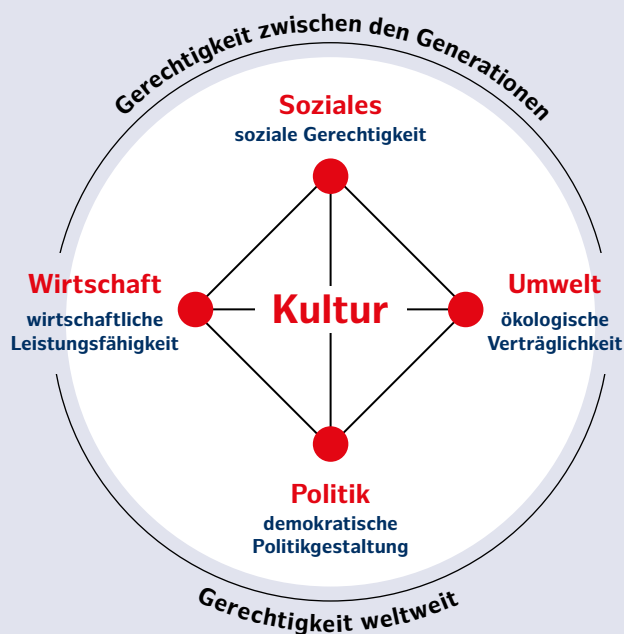 Gerechtigkeit zwischen den Generationen
Soziales
soziale Gerechtigkeit
Wirtschaft
wirtschaftliche
Leistungsfähigkeit
Kultur
Umwelt
ökologische
Verträglichkeit
Politik
demokratische
Politikgestaltung
Gerechtigkeit weltweit